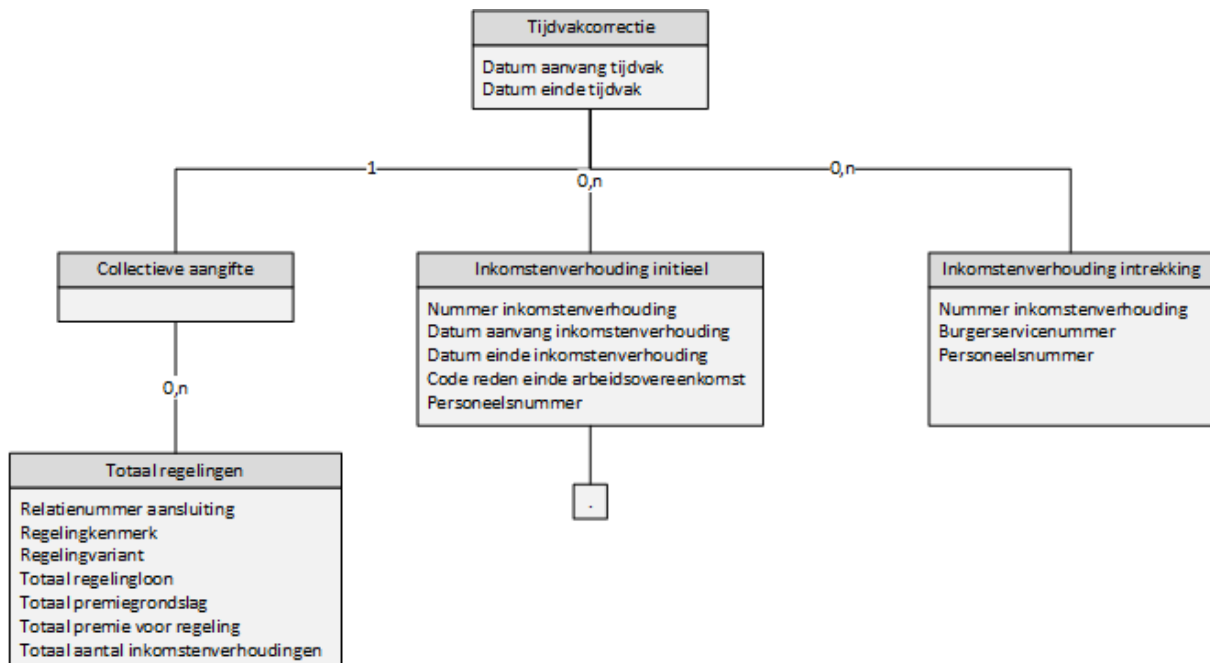 Tijdvakcorrectie
Datum aanvang tijdvak
Datum einde tijdvak
1
0,n
0,n
Collectieve aangifte
Inkomstenverhouding initieel
Nummer inkomstenverhouding
Datum aanvang inkomstenverhouding
Datum einde inkomstenverhouding
Code reden einde arbeidsovereenkomst
Personeelsnummer
Inkomstenverhouding intrekking
Nummer inkomstenverhouding
Burgerservicenummer
Personeelsnummer
0,n
.
Totaal regelingen
Relatienummer aansluiting
Regelingkenmerk
Regelingvariant
Totaal regelingloon
Totaal premiegrondslag
Totaal premie voor regeling
Totaal aantal inkomstenverhoudingen